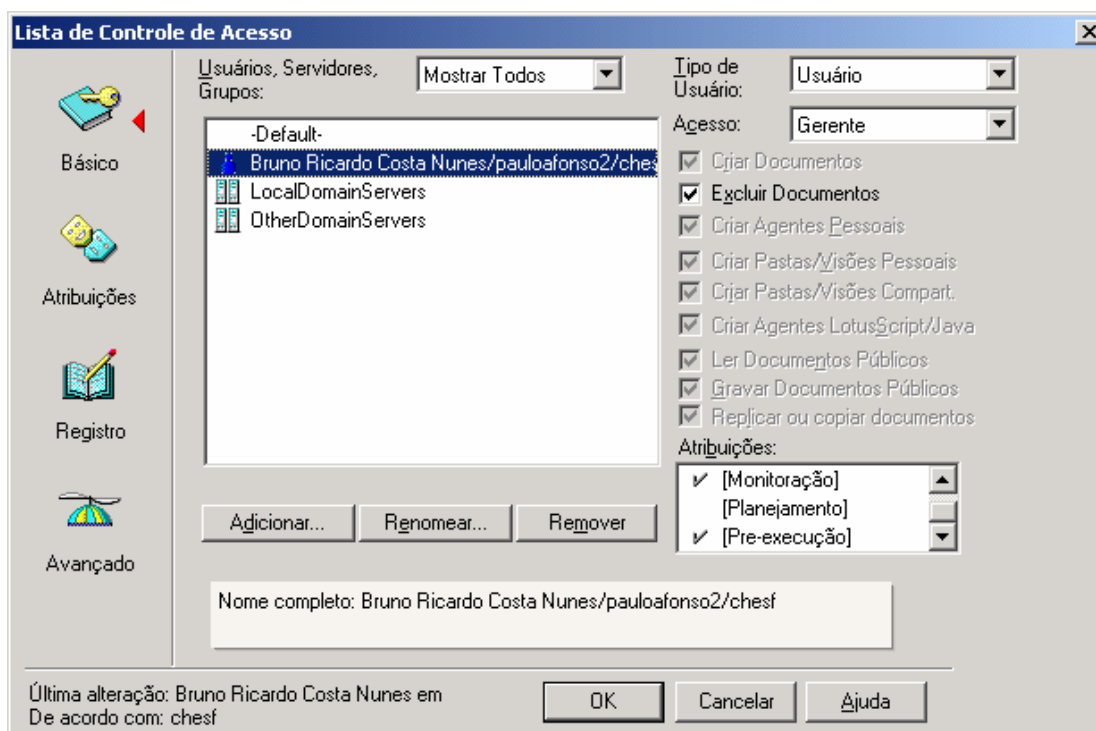 Lista de Controle de Acesso
Básico
Atribuições
Registro
Avançado
Usuários, Servidores,
Grupos:
Mostrar Todos
-Default-
Bruno Ricardo Costa Nunes/pauloafonso2/ches
LocalDomainServers
OtherDomainServers
Adicionar...
Renomear...
Remover
Tipo de
Usuário:
Usuário
Acesso:
Gerente
Criar Documentos
Excluir Documentos
Criar Agentes Pessoais
Criar Pastas/Visões Pessoais
Criar Pastas/Visões Compart.
Criar Agentes LotusScript/Java
Ler Documentos Públicos
Gravar Documentos Públicos
Replicar ou copiar documentos
Atribuições:
[Monitoração]
[Planejamento]
[Pre-execução]
Nome completo: Bruno Ricardo Costa Nunes/pauloafonso2/chesf
Última alteração: Bruno Ricardo Costa Nunes em
De acordo com: chesf
OK
Cancelar
Ajuda